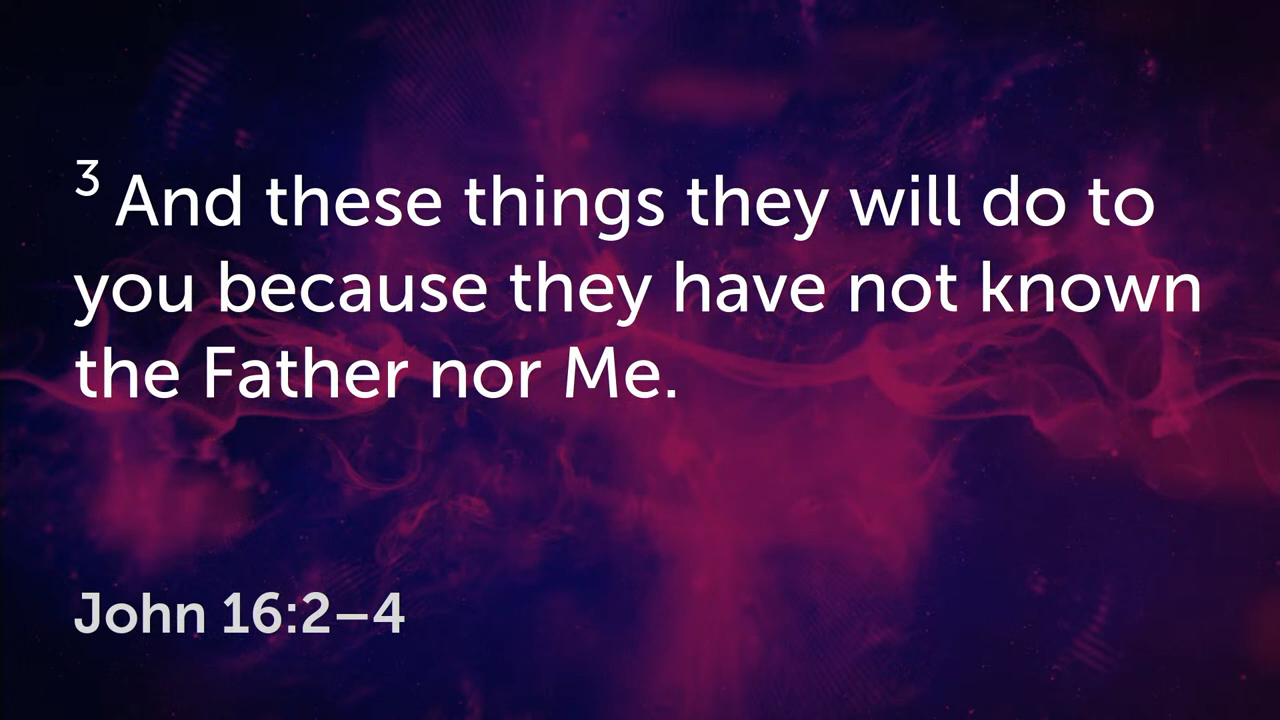 3 And these things they will do to
you because they have not known
the Father nor Me.
John 16:2–4